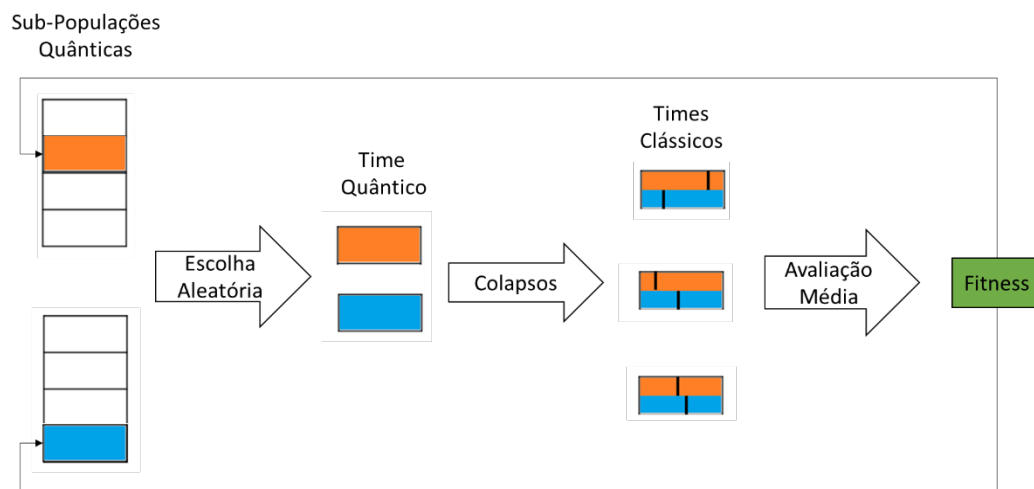 Sub-Populações
Quânticas
Time
Quântico
Times
Clássicos
Escolha
Aleatória
Colapsos
Avaliação
Média
Fitness